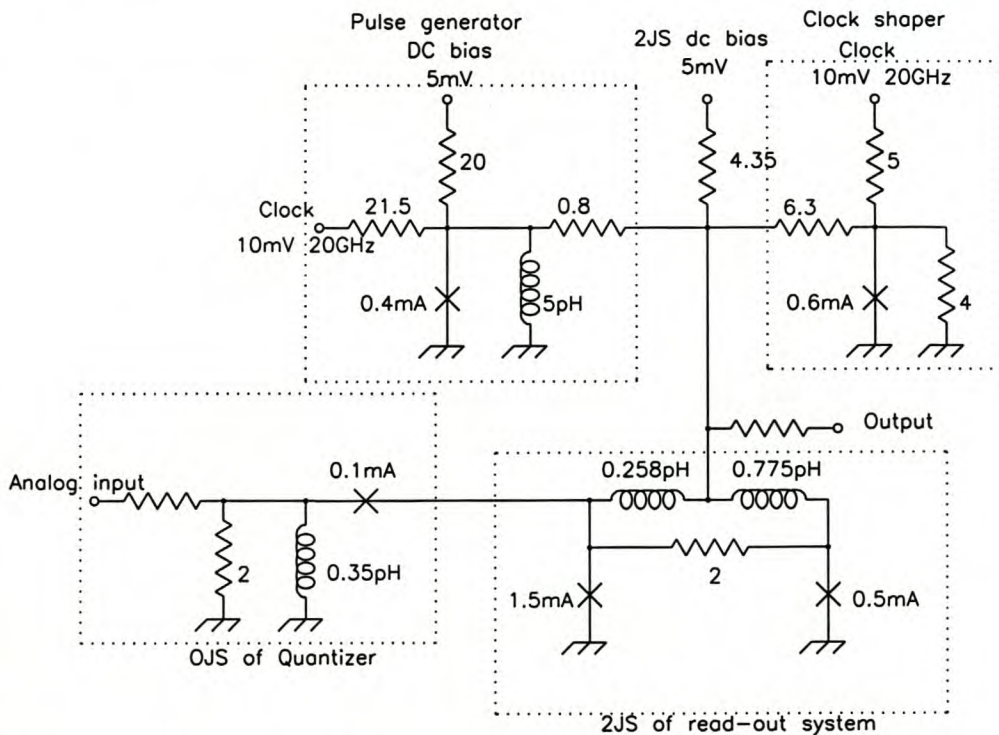 Pulse generator
DC bias
5mV
2JS dc bias
5mV
Clock shaper
Clock
10mV 20GHz
20
4.35
5
Clock
10mV 20GHz
21.5
0.8
6.3
0.4mA
5pH
0.6mA
4
Output
Analog input
0.1mA
0.258pH
0.775pH
2
0.35pH
2
1.5mA
0.5mA
OJS of Quantizer
2JS of read-out system